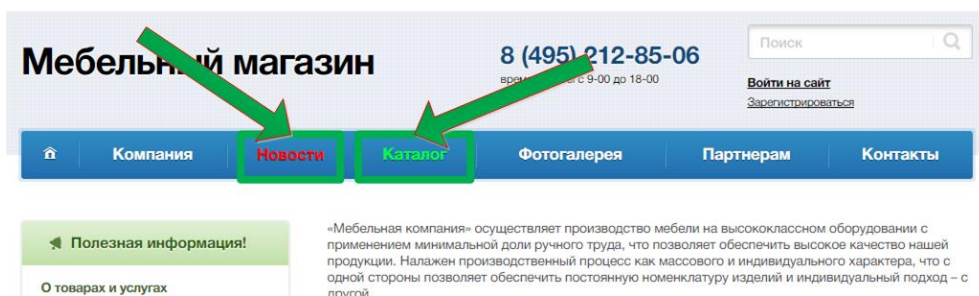 Мебельный магазин
8 (495) 212-85-06
с 9-00 до 18-00
Поиск
Войти на сайт
Зарегистрироваться
Компания Новости Каталог Фотогалерея Партнерам Контакты
Полезная информация!
О товарах и услугах
«Мебельная компания» осуществляет производство мебели на высококлассном оборудовании с
применением минимальной доли ручного труда, что позволяет обеспечить высокое качество нашей
продукции. Налажен производственный процесс как массового и индивидуального характера, что с
одной стороны позволяет обеспечить постоянную номенклатуру изделий и индивидуальный подход – с
другой.